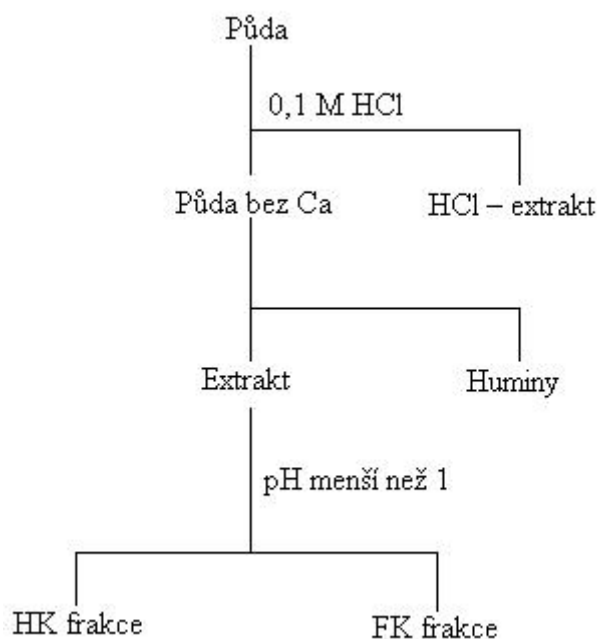 Půda
0,1 M HCl
Půda bez Ca
HCl – extrakt
Extrakt
Huminy
pH menší než 1
HK frakce
FK frakce